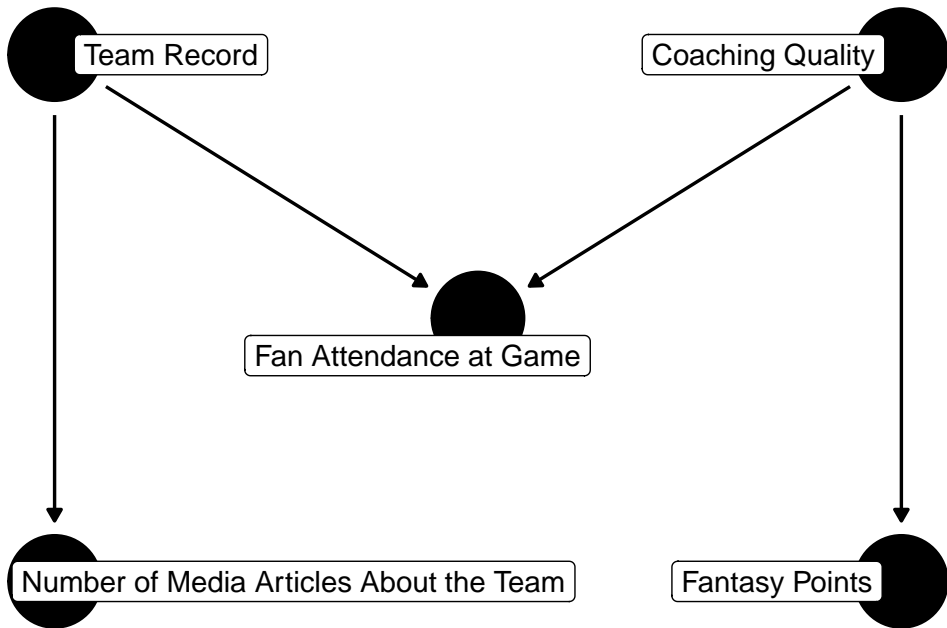 Team Record
Coaching Quality
Fan Attendance at Game
Number of Media Articles About the Team
Fantasy Points